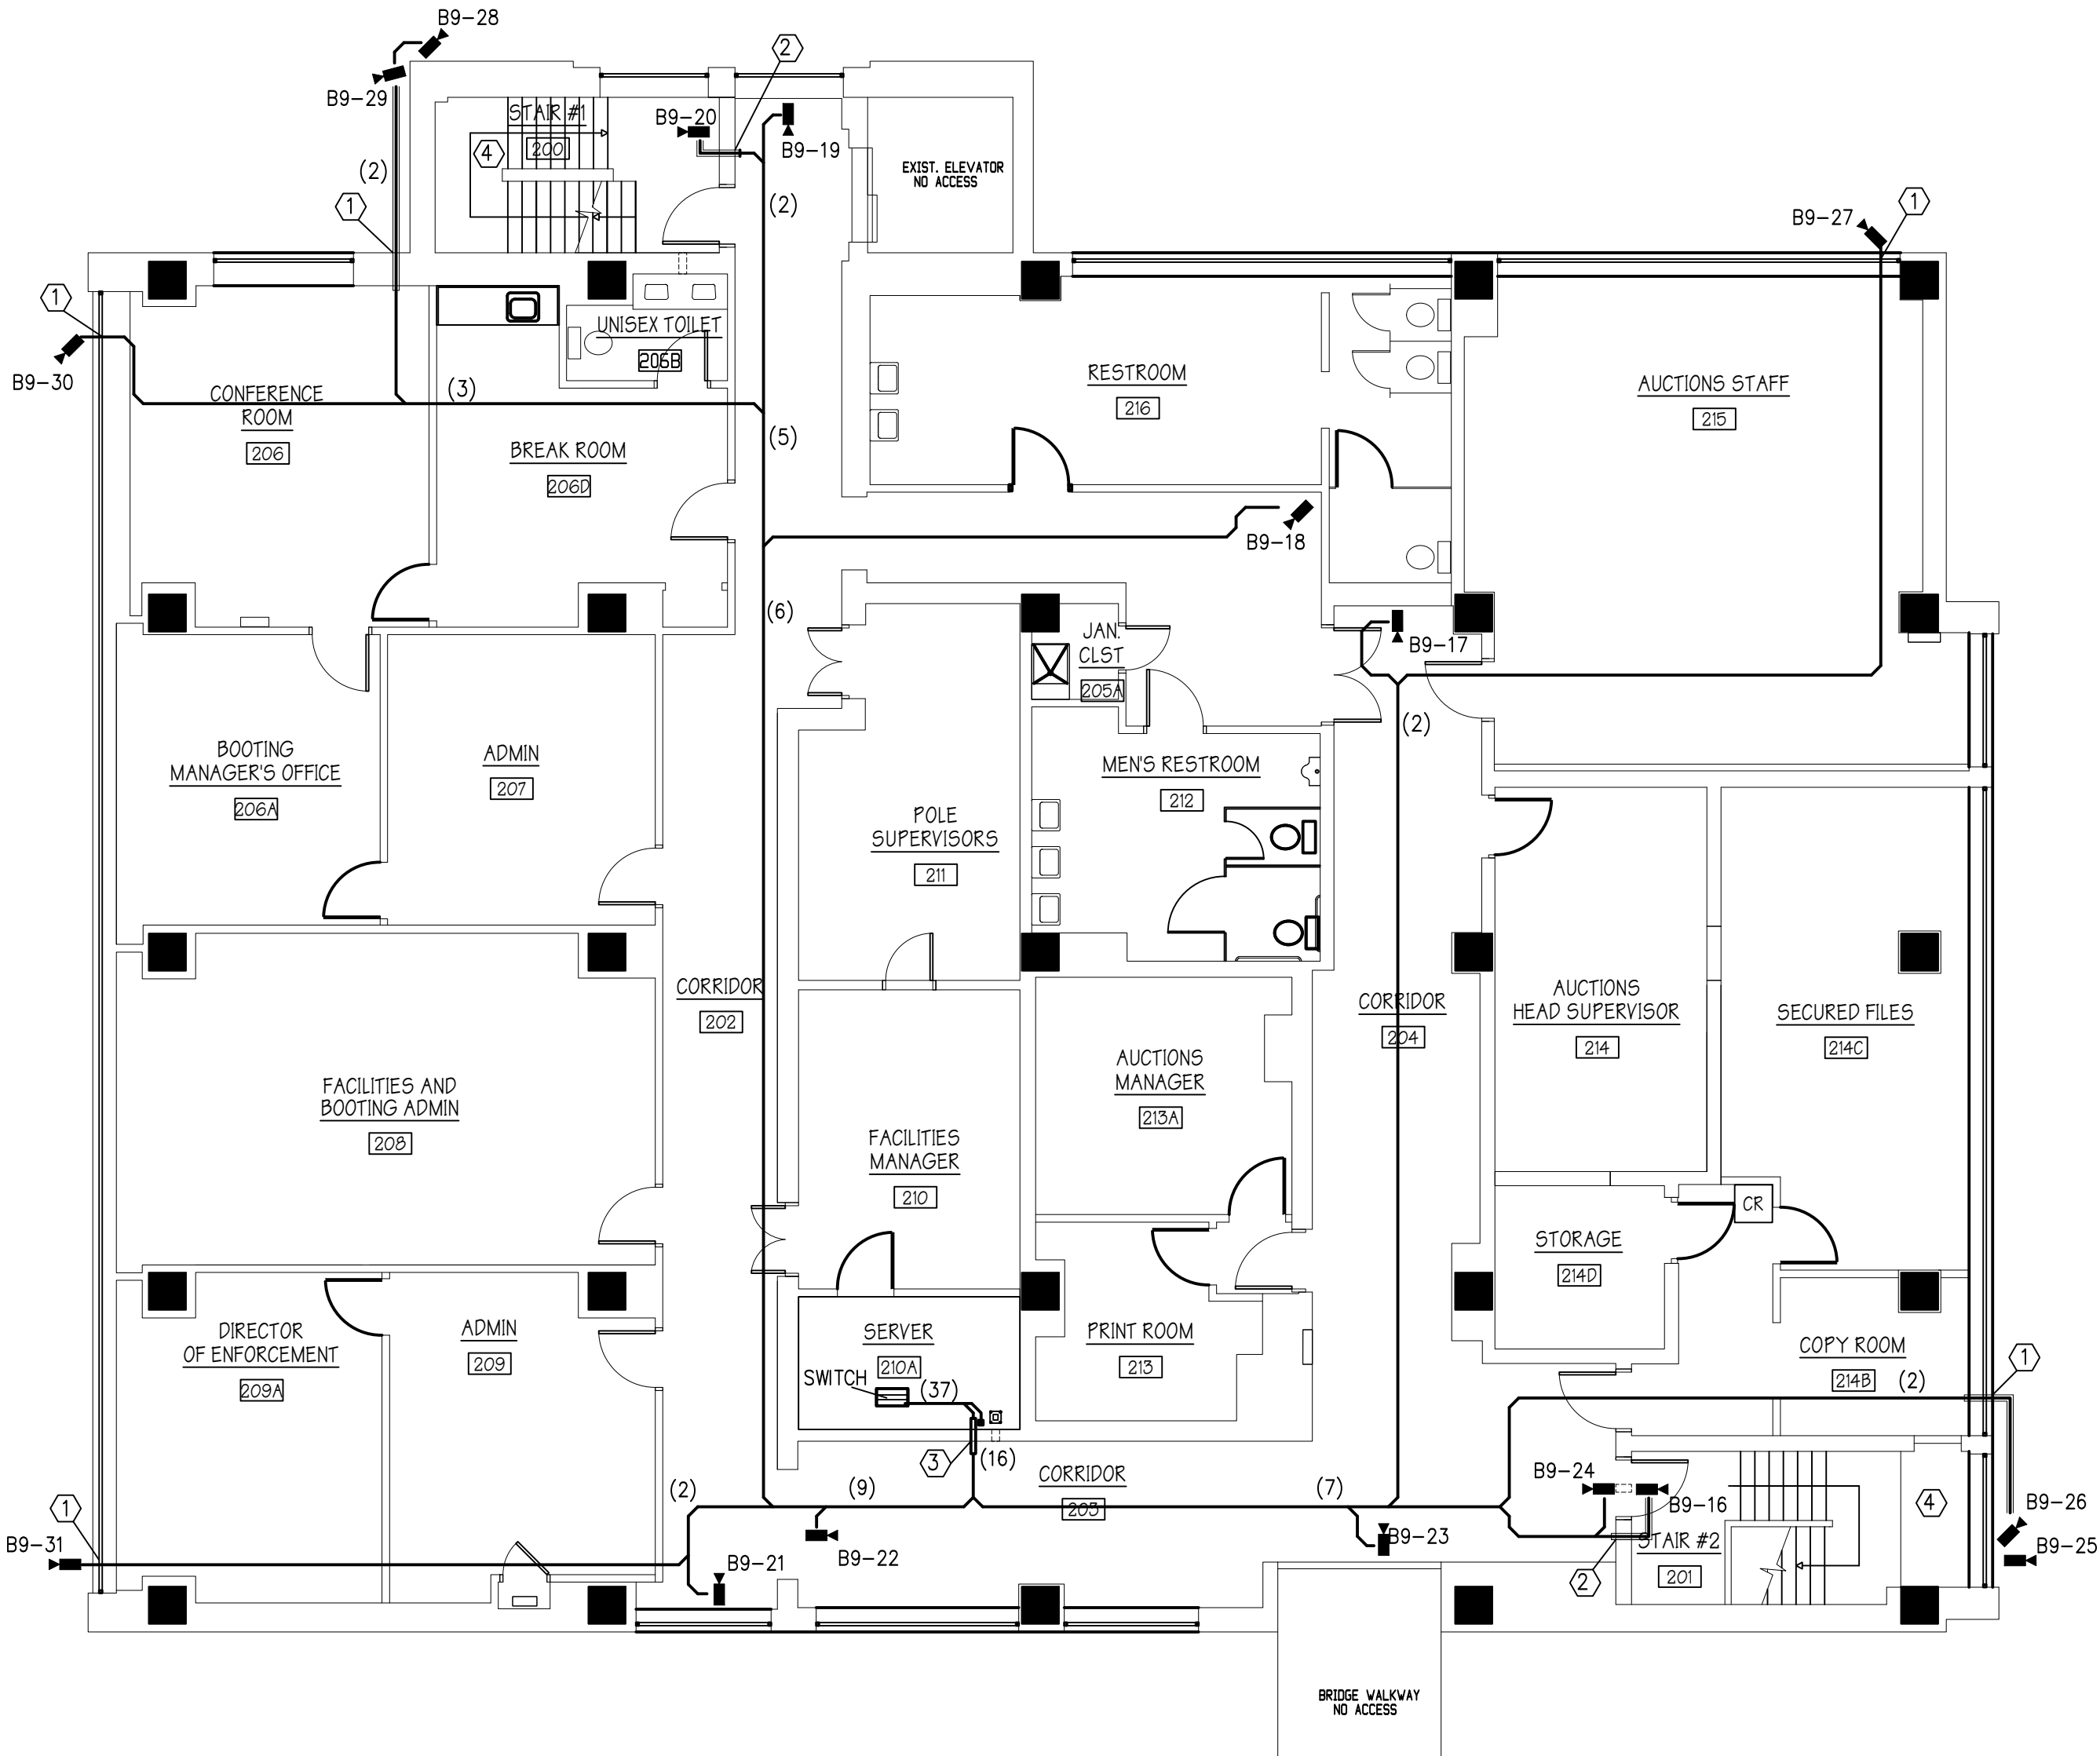 B9-28
2
B9-29
STAIR #1
200
4
B9-20
B9-19
EXIST. ELEVATOR
NO ACCESS
(2)
1
(2)
B9-27
1
1
B9-30
UNISEX TOILET
206B
CONFERENCE
ROOM
206
(3)
BREAK ROOM
206D
(5)
RESTROOM
216
AUCTIONS STAFF
215
B9-18
(6)
JAN.
CLST
205A
B9-17
(2)
BOOTING
MANAGER'S OFFICE
206A
ADMIN
207
POLE
SUPERVISORS
211
MEN'S RESTROOM
212
CORRIDOR
202
CORRIDOR
204
AUCTIONS
HEAD SUPERVISOR
214
SECURED FILES
214C
FACILITIES AND
BOOTING ADMIN
208
AUCTIONS
MANAGER
213A
FACILITIES
MANAGER
210
CR
STORAGE
214D
DIRECTOR
OF ENFORCEMENT
209A
ADMIN
209
SERVER
210A
SWITCH
(37)
PRINT ROOM
213
COPY ROOM
214B
(2)
1
3
(16)
CORRIDOR
203
(2)
(9)
(7)
1
B9-31
B9-21
B9-22
B9-23
B9-24
B9-16
STAIR #2
201
2
4
B9-26
B9-25
BRIDGE WALKWAY
NO ACCESS